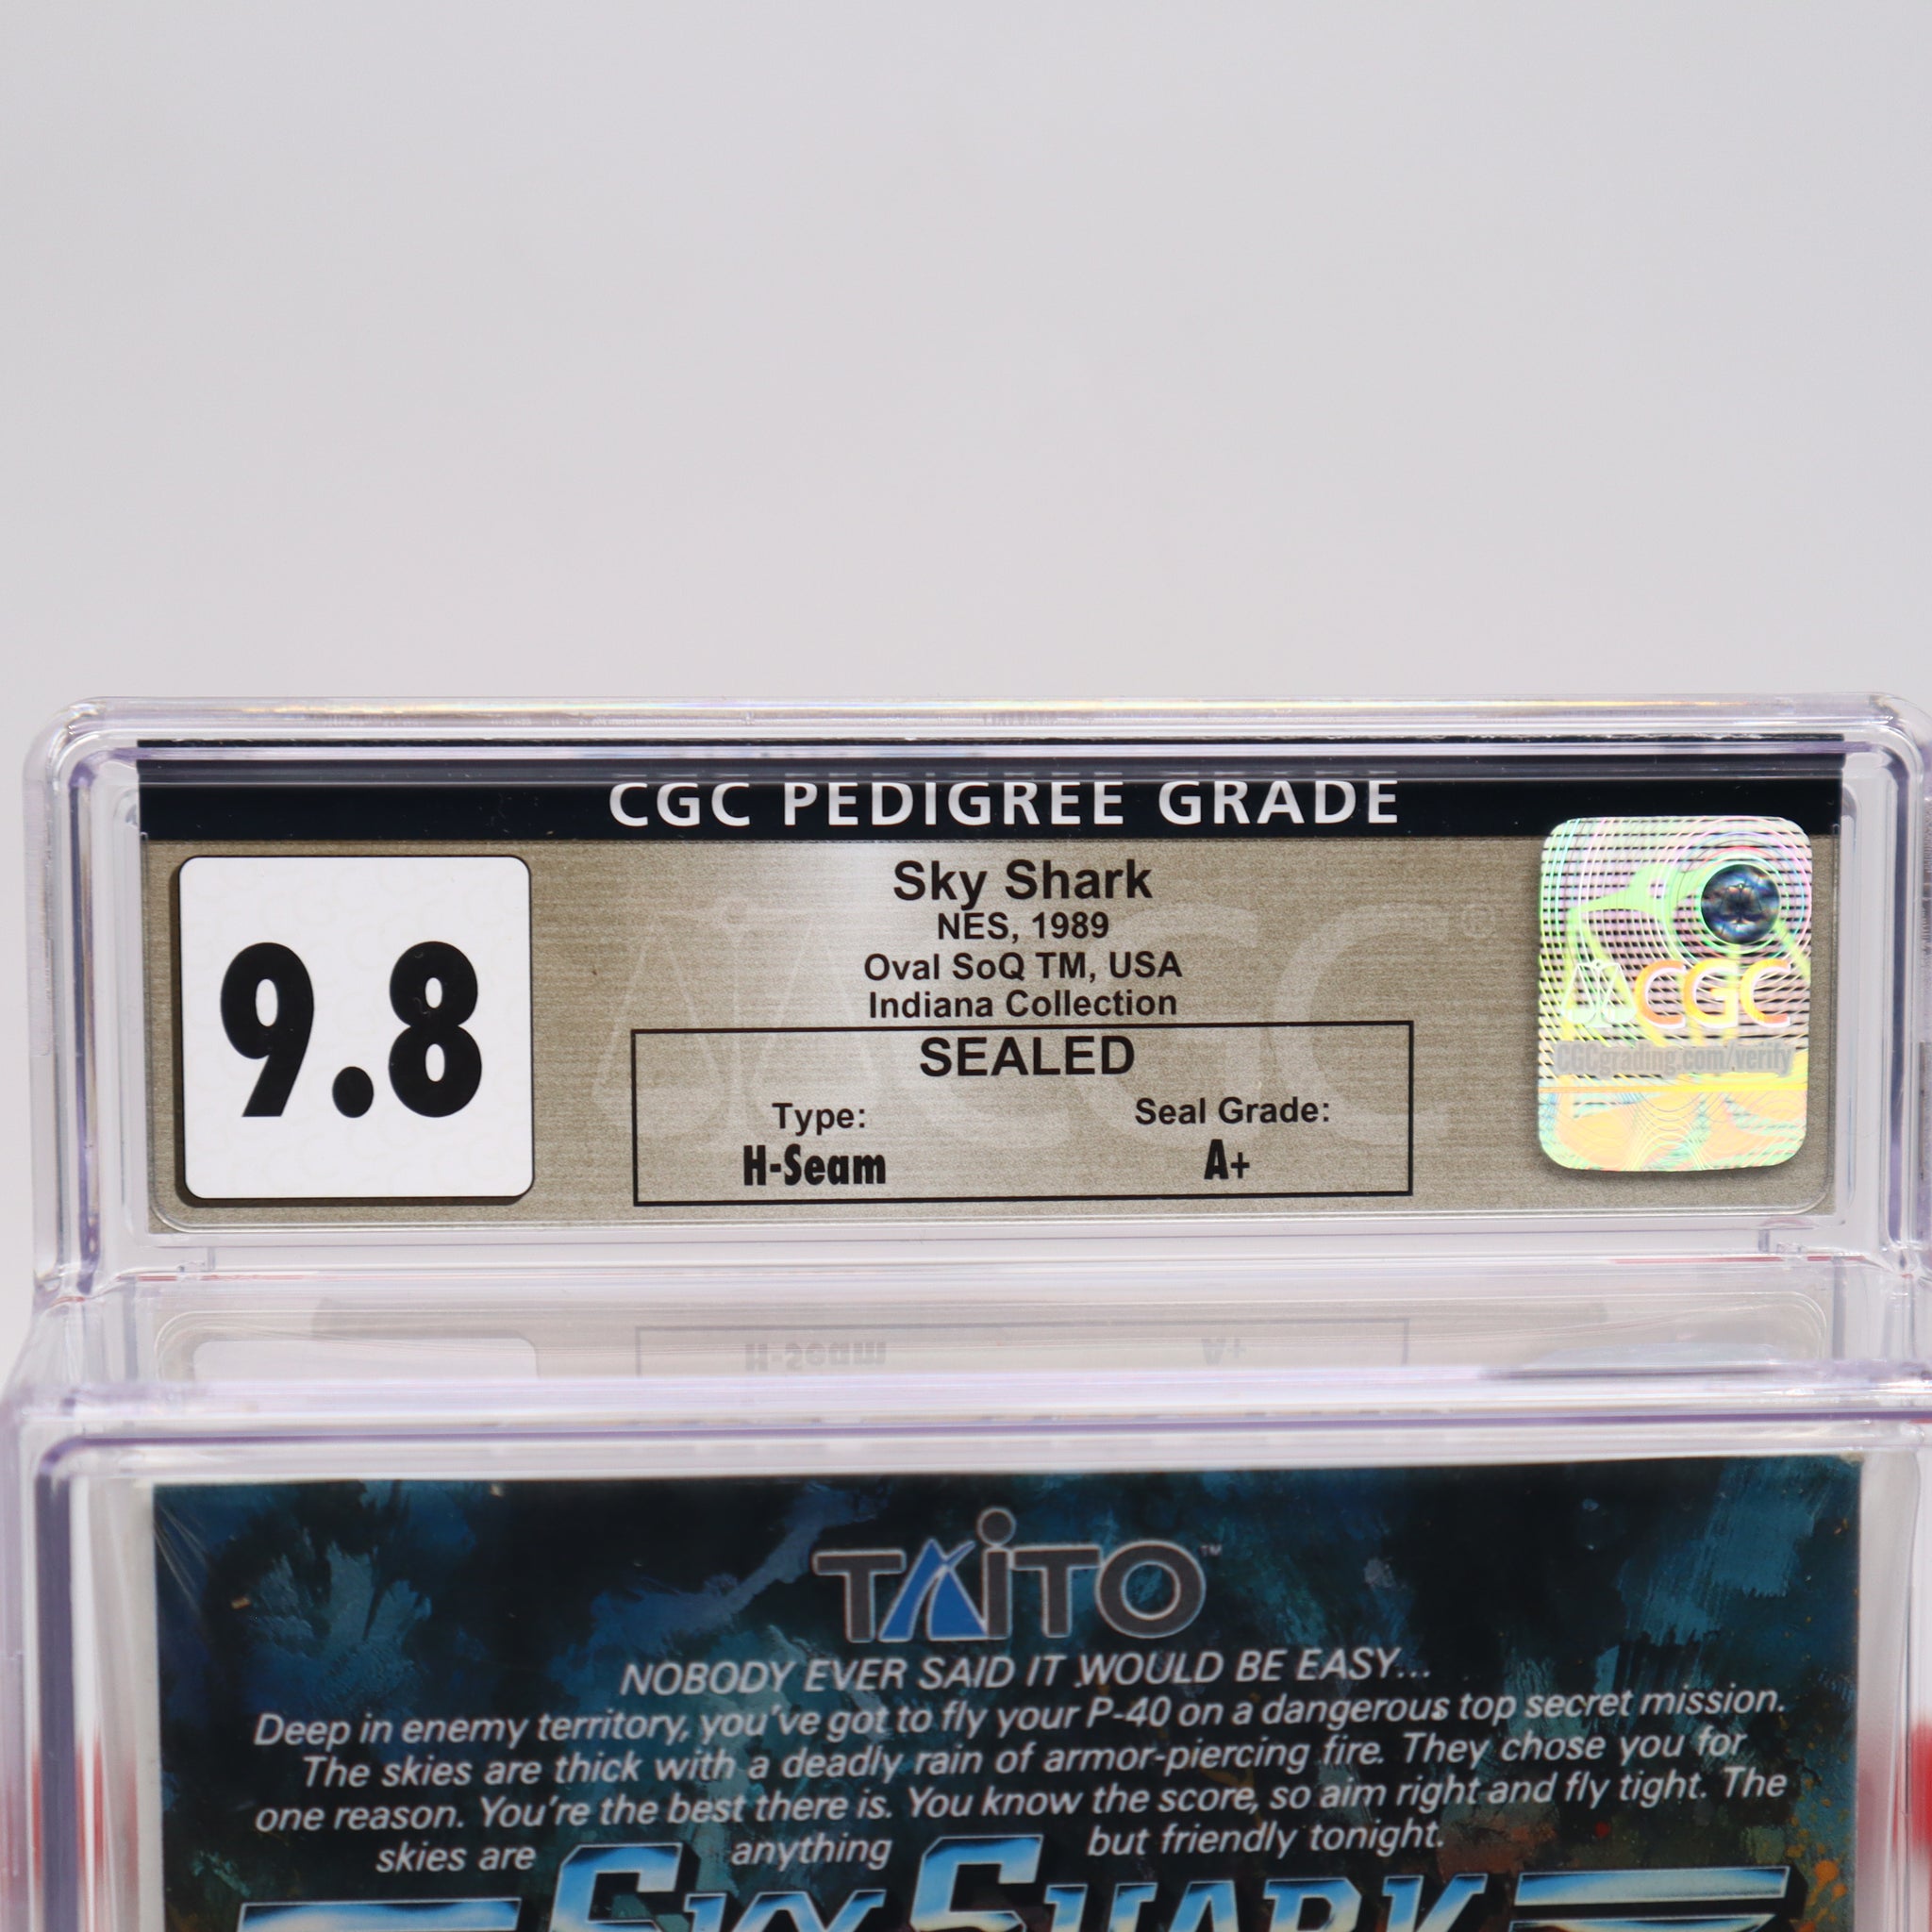 CGC PEDIGREE GRADE
9.8
Sky Shark
NES, 1989
Oval SoQ TM, USA
Indiana Collection
SEALED
Type:
H-Seam
Seal Grade:
A+
CGC
®
CGC
CGCgrading.com/verify
TAiTO™
NOBODY EVER SAID IT WOULD BE EASY...
Deep in enemy territory, you've got to fly your P-40 on a dangerous top secret mission.
The skies are thick with a deadly rain of armor-piercing fire. They chose you for
one reason. You're the best there is. You know the score, so aim right and fly tight. The
skies are anything but friendly tonight.
SKY SHARK